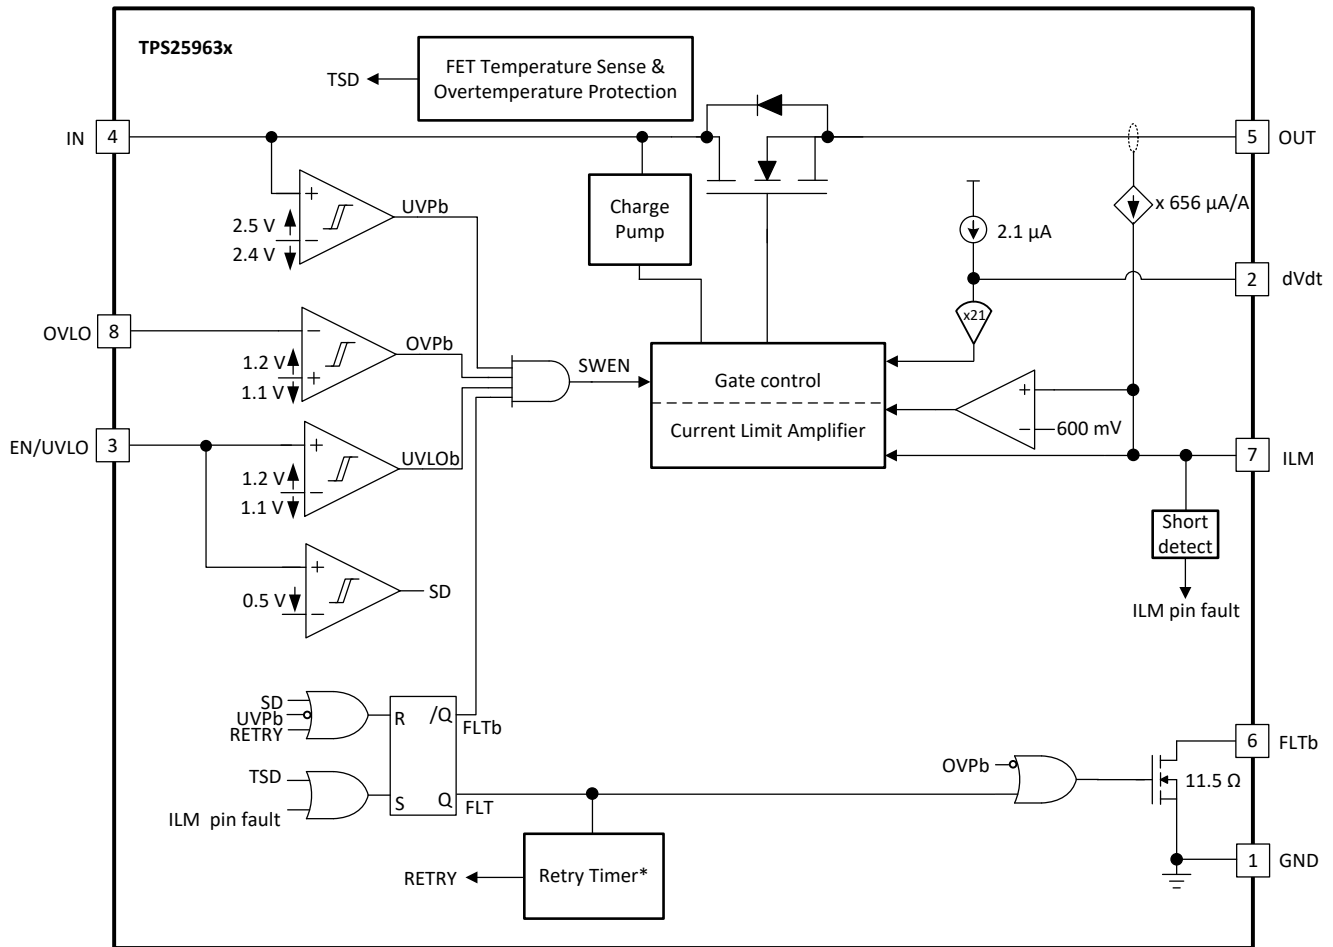 TPS25963x
FET Temperature Sense &
Overtemperature Protection
TSD
IN
4
5
OUT
+
−
UVPb
2.5 V
2.4 V
Charge
Pump
x 656 µA/A
2.1 µA
2
dVdt
x21
OVLO
8
−
+
OVPb
1.2 V
1.1 V
SWEN
Gate control
Current Limit Amplifier
+
−
600 mV
EN/UVLO
3
+
−
UVLOb
1.2 V
1.1 V
7
ILM
Short
detect
ILM pin fault
+
−
0.5 V
SD
SD
UVPb
RETRY
R
/Q
FLTb
TSD
ILM pin fault
S
Q
FLT
OVPb
6
FLTb
11.5 Ω
1
GND
RETRY
Retry Timer*